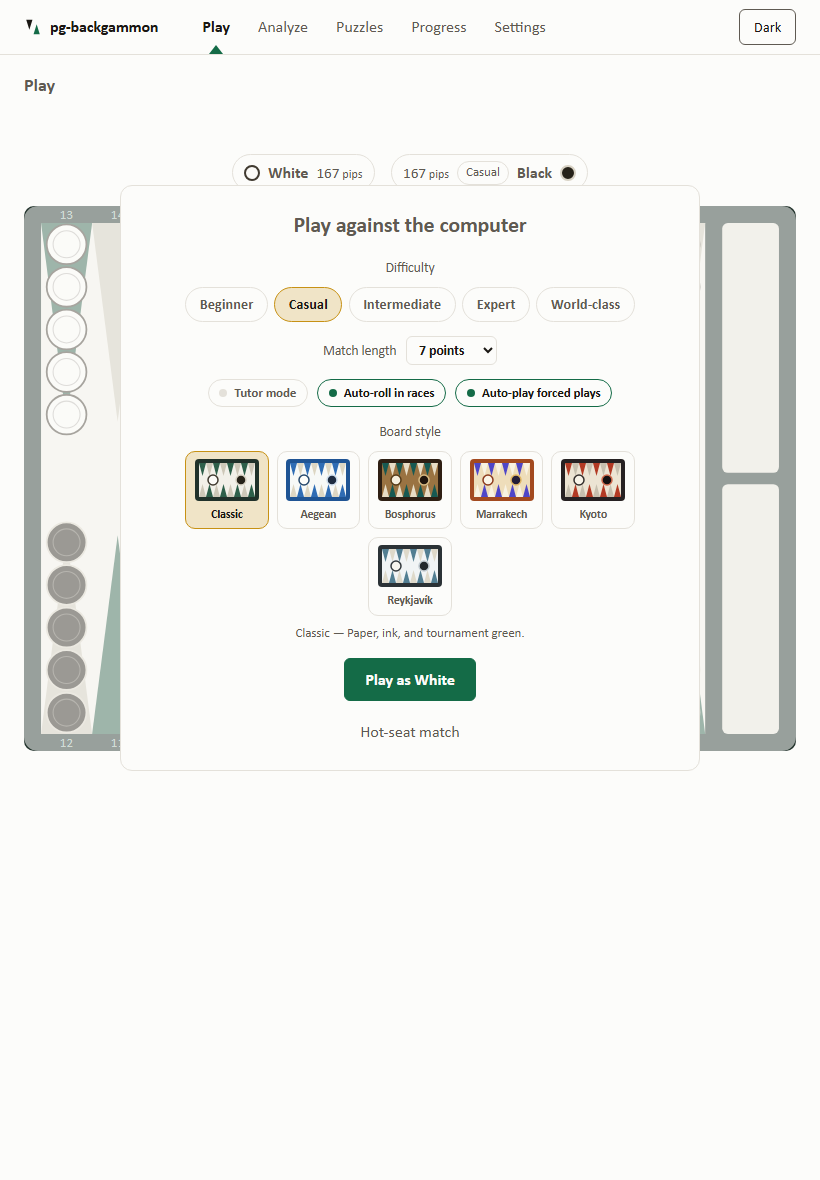 pg-backgammon Play Analyze Puzzles Progress Settings Dark
Play
White 167 pips 167 pips Casual Black
13
Play against the computer
Difficulty
Beginner Casual Intermediate Expert World-class
Match length 7 points
Tutor mode Auto-roll in races Auto-play forced plays
Board style
Classic Aegean Bosphorus Marrakech Kyoto
Reykjavík
Classic — Paper, ink, and tournament green.
Play as White
Hot-seat match
12